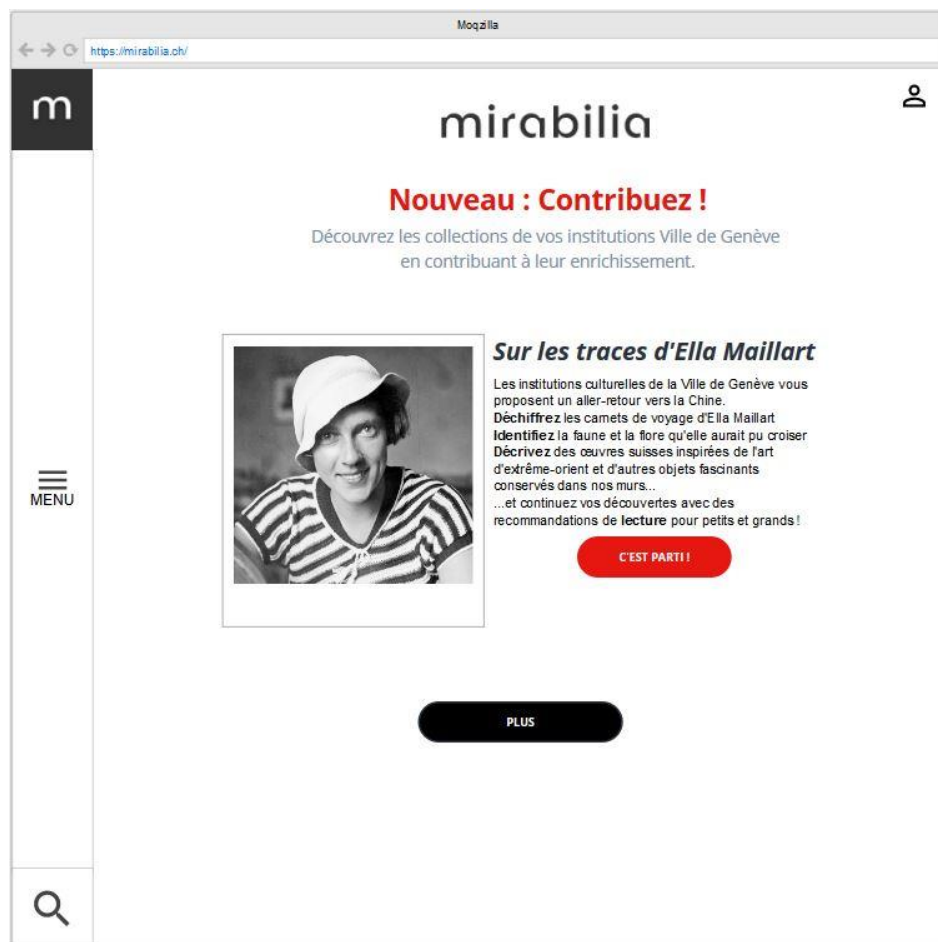 Moqzilla
https://mirabilia.ch/
m
mirabilia
Nouveau : Contribuez !
Découvrez les collections de vos institutions Ville de Genève
en contribuant à leur enrichissement.
Sur les traces d'Ella Maillart
Les institutions culturelles de la Ville de Genève vous
proposent un aller-retour vers la Chine.
Déchiffrez les carnets de voyage d'Ella Maillart
Identifiez la faune et la flore qu'elle aurait pu croiser
Décrivez des œuvres suisses inspirées de l'art
d'extrême-orient et d'autres objets fascinants
conservés dans nos murs...
...et continuez vos découvertes avec des
recommandations de lecture pour petits et grands !
C'EST PARTI !
MENU
PLUS